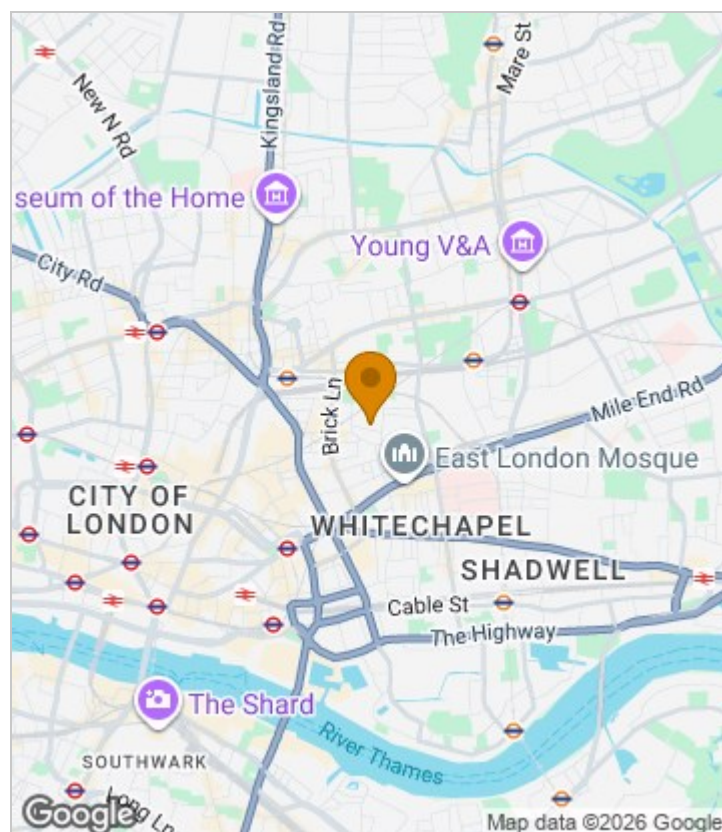 Kingsland Rd
Mare St
New N Rd
seum of the Home
Young V&A
City Rd
Brick Ln
Mile End Rd
East London Mosque
CITY OF
LONDON
WHITECHAPEL
SHADWELL
Cable St
The Highway
The Shard
River Thames
SOUTHWARK
Long Ln
Google
Map data ©2026 Google